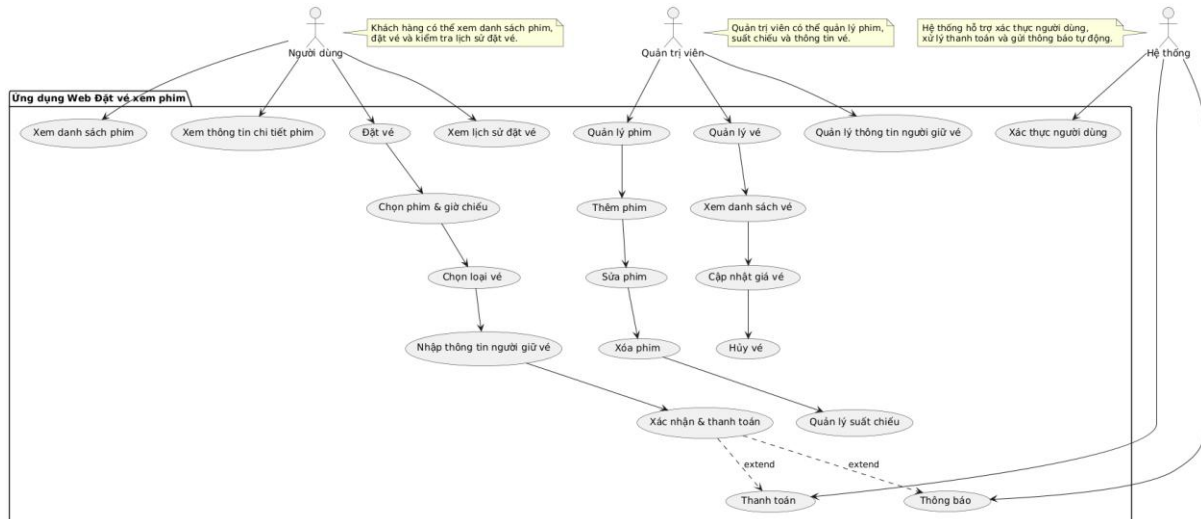 Khách hàng có thể xem danh sách phim,
đặt vé và kiểm tra lịch sử đặt vé.
Quản trị viên có thể quản lý phim,
suất chiếu và thông tin vé.
Hệ thống hỗ trợ xác thực người dùng,
xử lý thanh toán và gửi thông báo tự động.
Người dùng
Quản trị viên
Hệ thống
Ứng dụng Web Đặt vé xem phim
Xem danh sách phim
Xem thông tin chi tiết phim
Đặt vé
Xem lịch sử đặt vé
Quản lý phim
Quản lý vé
Quản lý thông tin người giữ vé
Xác thực người dùng
Chọn phim & giờ chiếu
Thêm phim
Xem danh sách vé
Chọn loại vé
Sửa phim
Cập nhật giá vé
Nhập thông tin người giữ vé
Xóa phim
Hủy vé
Xác nhận & thanh toán
Quản lý suất chiếu
extend
extend
Thanh toán
Thông báo